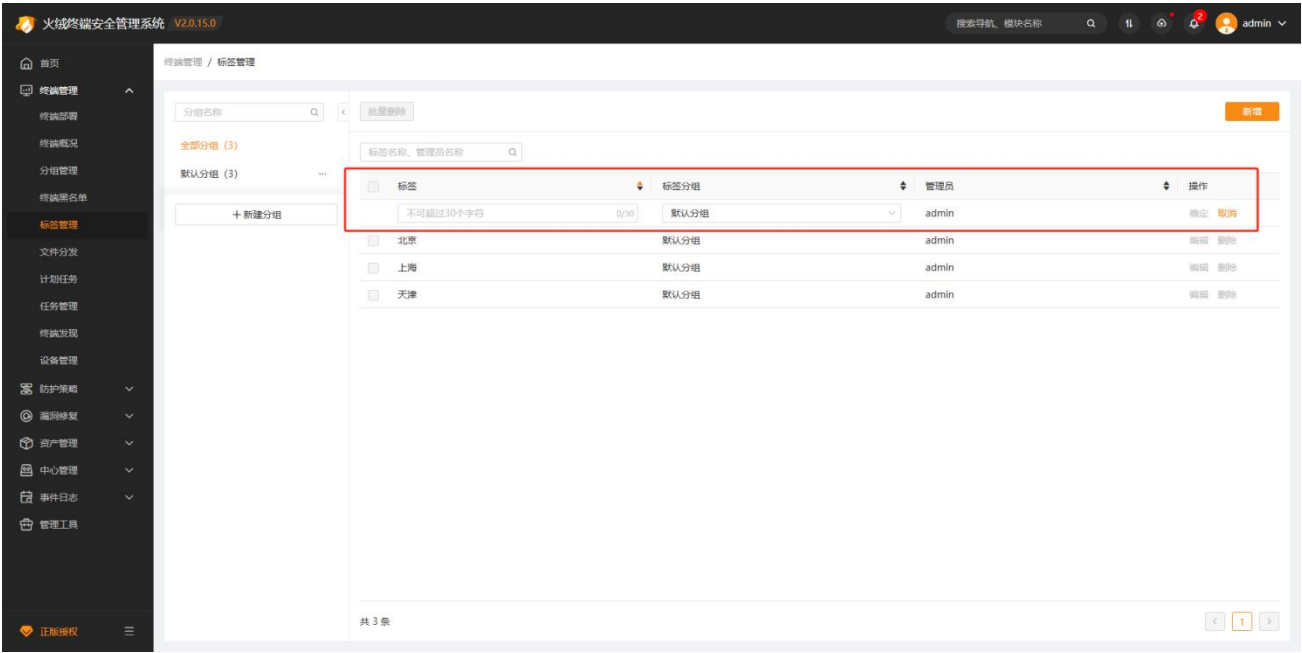 火绒终端安全管理系统 V2.0.15.0
搜索导航、模块名称
2
admin
首页
终端管理
终端部署
终端概况
分组管理
终端黑名单
标签管理
文件分发
计划任务
任务管理
终端发现
设备管理
防护策略
漏洞修复
资产管理
中心管理
事件日志
管理工具
正版授权
终端管理 / 标签管理
分组名称
全部分组 (3)
默认分组 (3) ...
+ 新建分组
批量删除
新增
标签名称、管理员名称
标签 标签分组 管理员 操作
不可超过30个字符 0/30 默认分组 admin 确定 取消
北京 默认分组 admin 编辑 删除
上海 默认分组 admin 编辑 删除
天津 默认分组 admin 编辑 删除
共 3 条
< 1 >